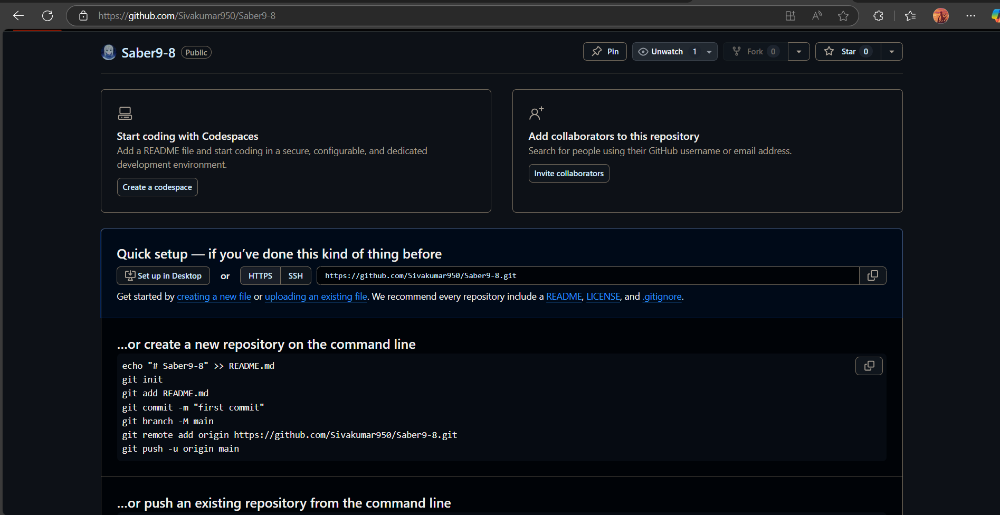 https://github.com/Sivakumar950/Saber9-8
Saber9-8 Public
Pin
Unwatch 1
Fork 0
Star 0
Start coding with Codespaces
Add a README file and start coding in a secure, configurable, and dedicated
development environment.
Create a codespace
Add collaborators to this repository
Search for people using their GitHub username or email address.
Invite collaborators
Quick setup — if you’ve done this kind of thing before
Set up in Desktop or HTTPS SSH https://github.com/Sivakumar950/Saber9-8.git
Get started by creating a new file or uploading an existing file. We recommend every repository include a README, LICENSE, and .gitignore.
…or create a new repository on the command line
echo "# Saber9-8" >> README.md
git init
git add README.md
git commit -m "first commit"
git branch -M main
git remote add origin https://github.com/Sivakumar950/Saber9-8.git
git push -u origin main
…or push an existing repository from the command line